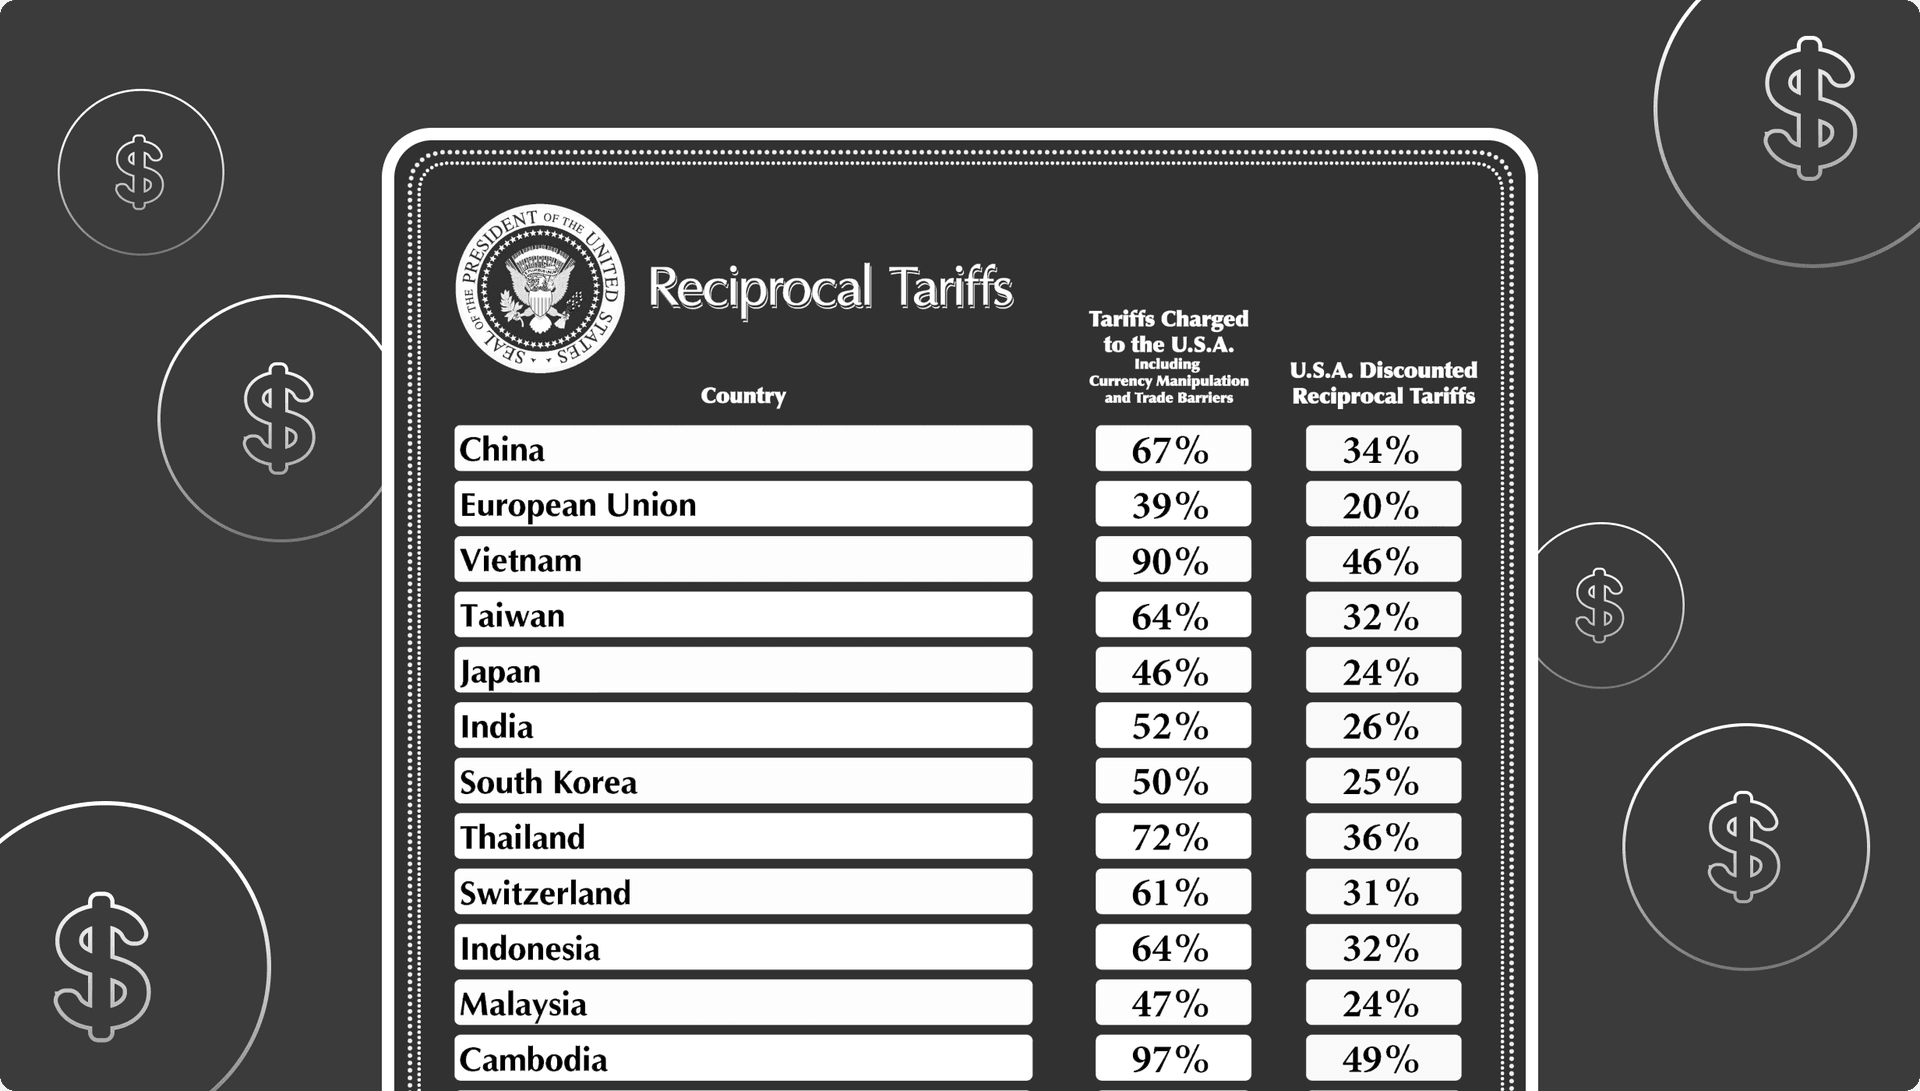 SEAL OF THE PRESIDENT OF THE UNITED STATES
Reciprocal Tariffs
Country
Tariffs Charged
to the U.S.A.
Including
Currency Manipulation
and Trade Barriers
U.S.A. Discounted
Reciprocal Tariffs
China 67% 34%
European Union 39% 20%
Vietnam 90% 46%
Taiwan 64% 32%
Japan 46% 24%
India 52% 26%
South Korea 50% 25%
Thailand 72% 36%
Switzerland 61% 31%
Indonesia 64% 32%
Malaysia 47% 24%
Cambodia 97% 49%